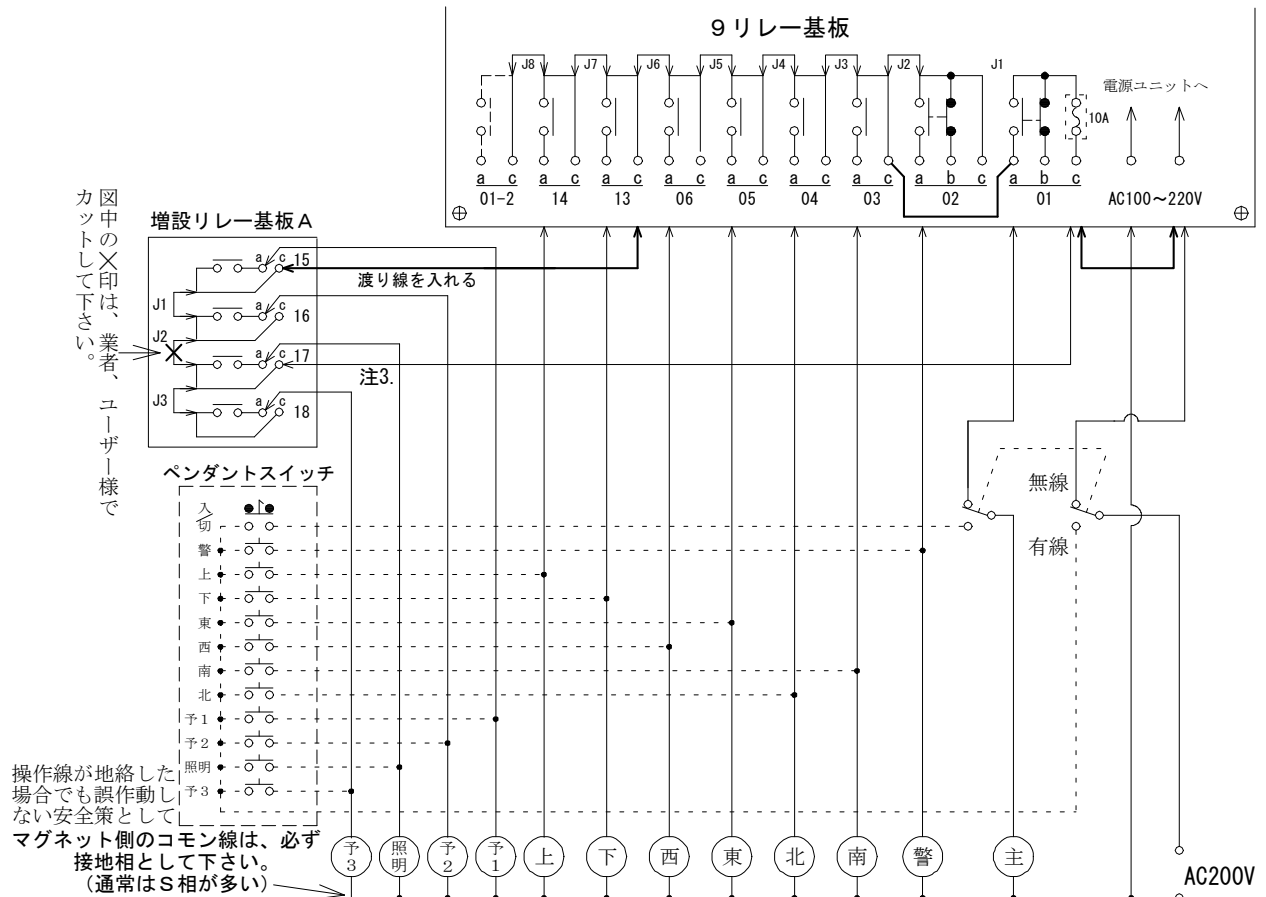 9リレー基板
J8 J7 J6 J5 J4 J3 J2 J1
電源ユニットへ
10A
a c a c a c a c a c a c a c a b c a b c
01-2 14 13 06 05 04 03 02 01 AC100～220V
図中の✕印は、業者、ユーザー様で
カットして下さい。
増設リレー基板A
a c 15
渡り線を入れる
J1
a c 16
J2
a c 17
注3.
J3
a c 18
ペンダントスイッチ
入/切
警
上
下
東
西
南
北
予1
予2
照明
予3
無線
有線
操作線が地絡した
場合でも誤作動し
ない安全策として
マグネット側のコモン線は、必ず
接地相として下さい。
(通常はS相が多い)
予3 照明 予2 予1 上 下 西 東 北 南 警 主
AC200V